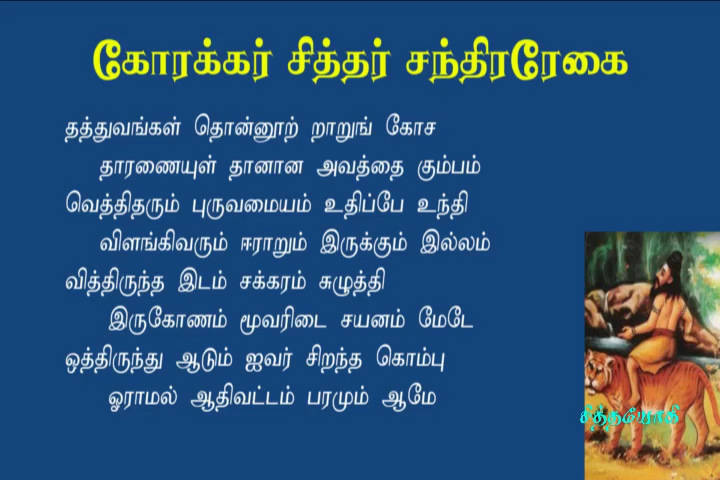 கோரக்கர் சித்தர் சந்திரரேகை
தத்துவங்கள் தொன்னூற் றாறுங் கோச
தாரணையுள் தானான அவத்தை கும்பம்
வெத்திதரும் புருவமையம் உதிப்பே உந்தி
விளங்கிவரும் ஈராறும் இருக்கும் இல்லம்
வித்திருந்த இடம் சக்கரம் சுழுத்தி
இருகோணம் மூவரிடை சயனம் மேடே
ஒத்திருந்து ஆடும் ஐவர் சிறந்த கொம்பு
ஓராமல் ஆதிவட்டம் பரமும் ஆமே
சித்தயோகி